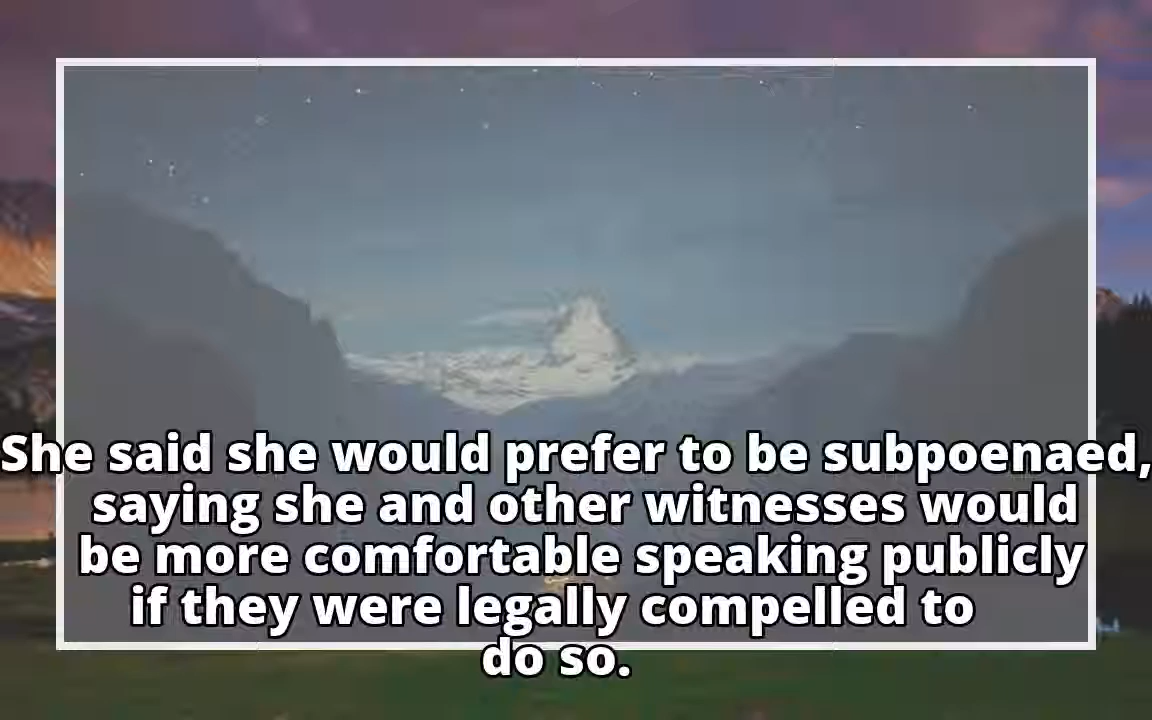 She said she would prefer to be subpoenaed,
saying she and other witnesses would
be more comfortable speaking publicly
if they were legally compelled to
do so.